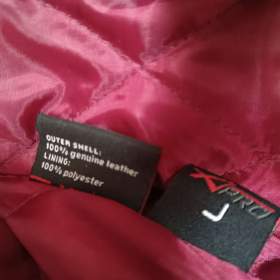 OUTER SHELL:
100% genuine leather
LINING:
100% polyester
XPRO
L